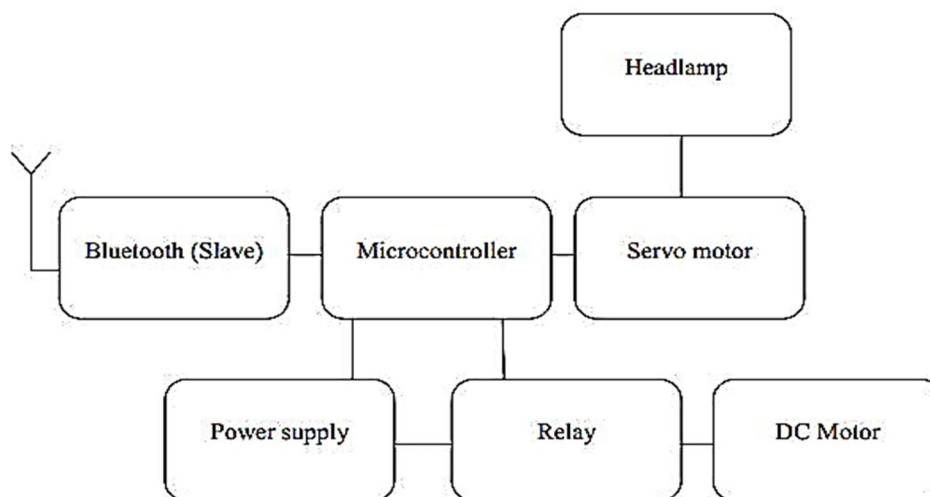 Headlamp
Bluetooth (Slave)
Microcontroller
Servo motor
Power supply
Relay
DC Motor